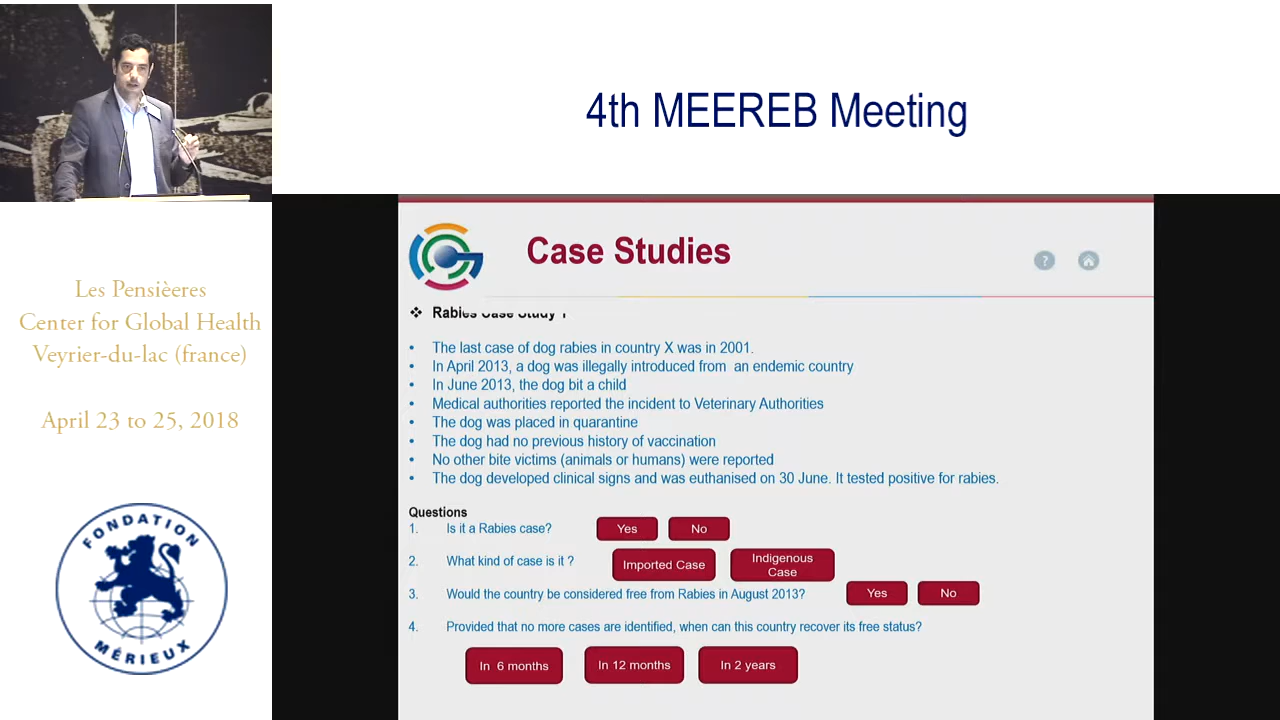 4th MEEREB Meeting
Les Pensièeres
Center for Global Health
Veyrier-du-lac (france)
April 23 to 25, 2018
FONDATION
MÉRIEUX
Case Studies
?
❖ Rabies Case Study 1
• The last case of dog rabies in country X was in 2001.
• In April 2013, a dog was illegally introduced from an endemic country
• In June 2013, the dog bit a child
• Medical authorities reported the incident to Veterinary Authorities
• The dog was placed in quarantine
• The dog had no previous history of vaccination
• No other bite victims (animals or humans) were reported
• The dog developed clinical signs and was euthanised on 30 June. It tested positive for rabies.
Questions
1. Is it a Rabies case? Yes No
2. What kind of case is it ? Imported Case Indigenous Case
3. Would the country be considered free from Rabies in August 2013? Yes No
4. Provided that no more cases are identified, when can this country recover its free status?
In 6 months In 12 months In 2 years